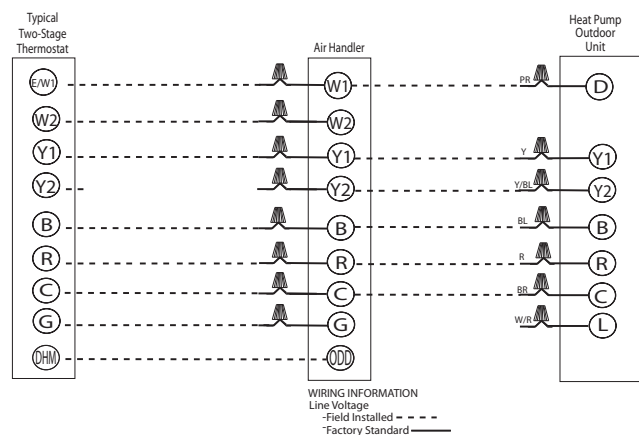 Typical
Two-Stage
Thermostat
Air Handler
Heat Pump
Outdoor
Unit
E/W1
W1
PR
D
W2
W2
Y1
Y1
Y
Y1
Y2
Y2
Y/BL
Y2
B
B
BL
B
R
R
R
R
C
C
BR
C
G
G
W/R
L
DHM
ODD
WIRING INFORMATION
Line Voltage
-Field Installed
-Factory Standard